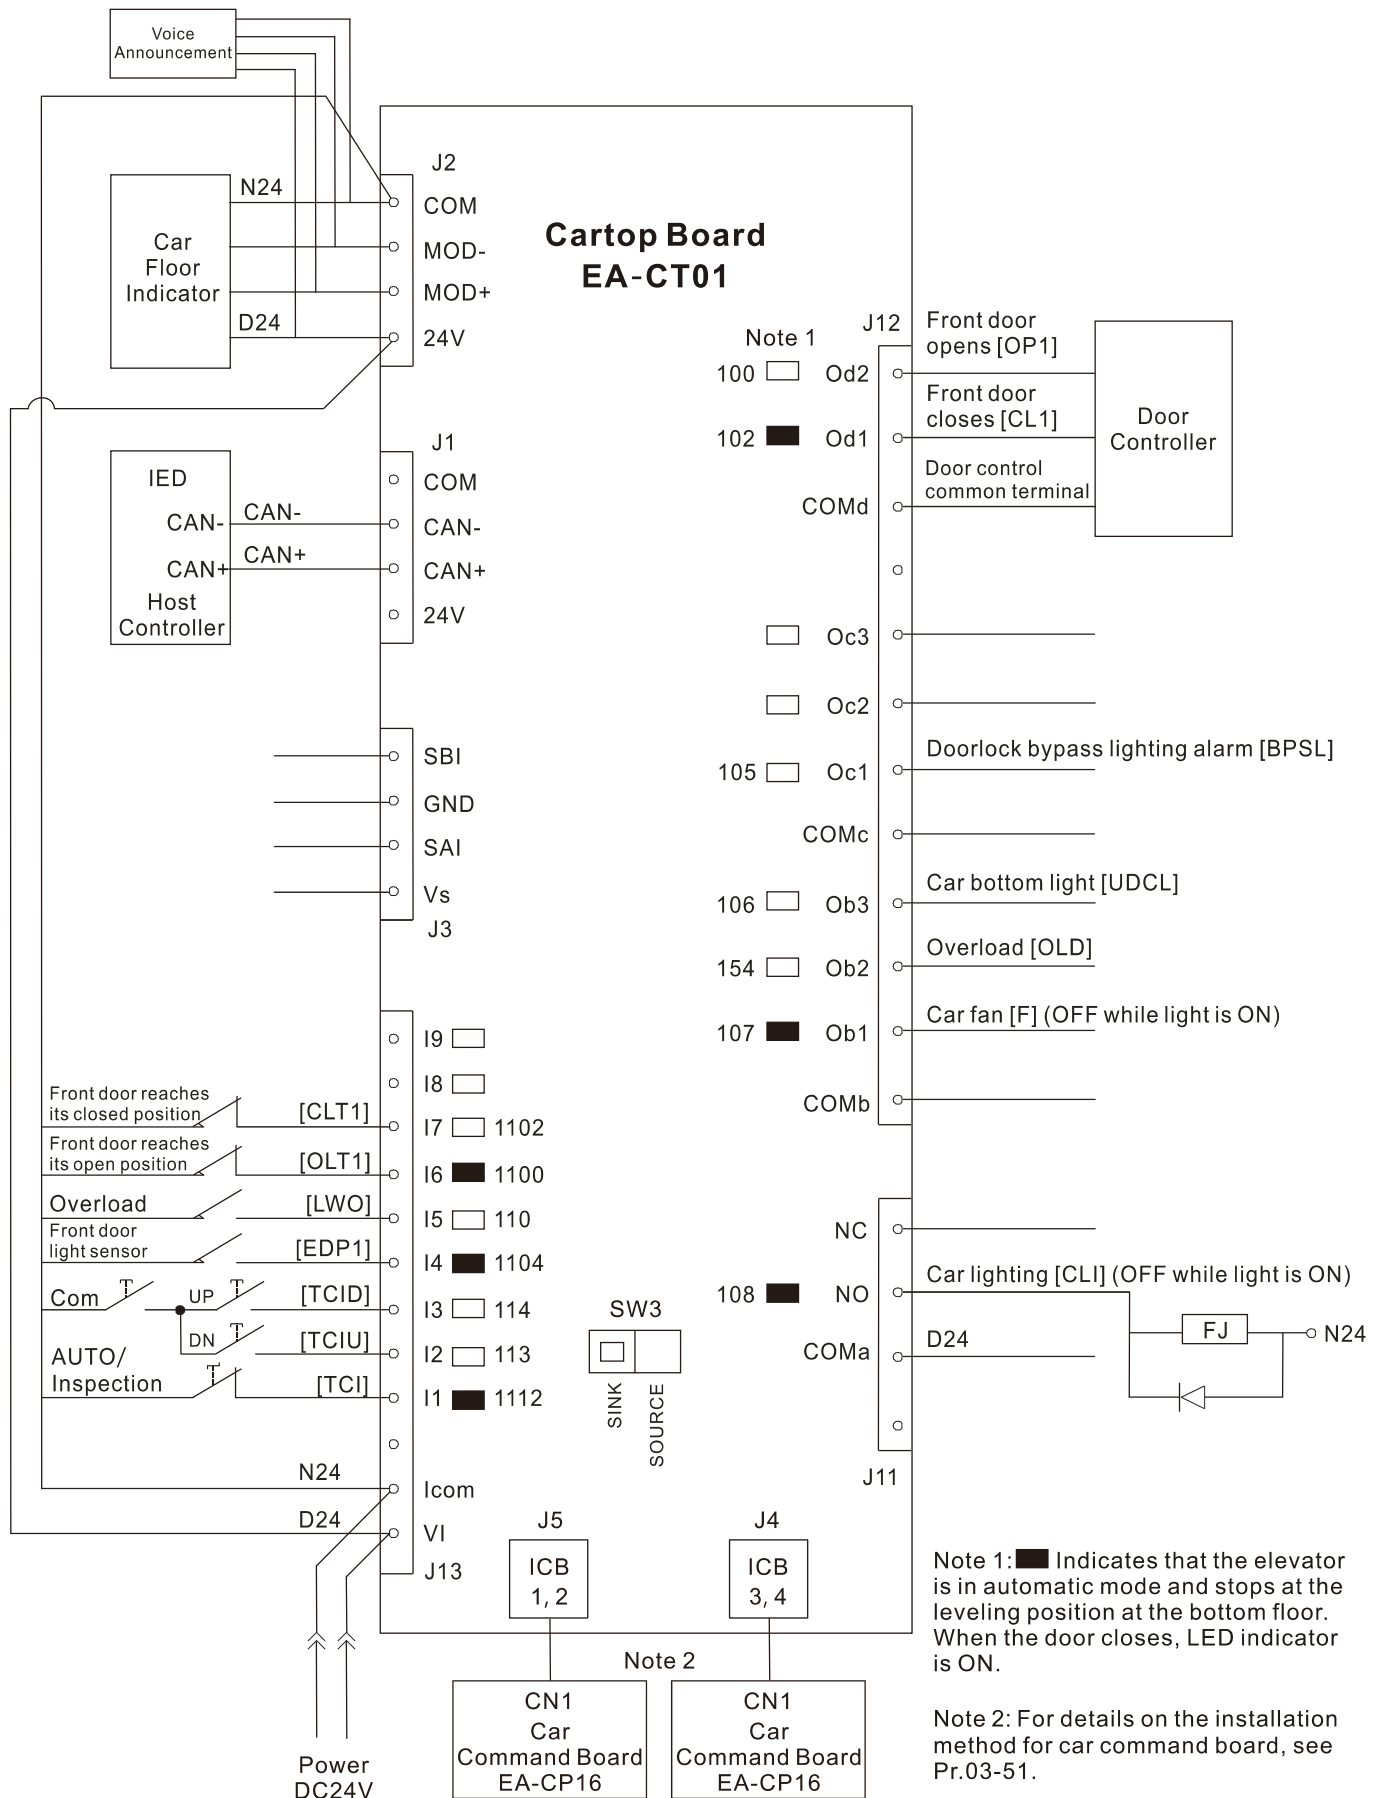 Voice
Announcement
J2
N24
COM
Car
Floor
Indicator
MOD-
MOD+
D24
24V
Cartop Board
EA-CT01
J1
IED
COM
CAN-
CAN-
CAN-
CAN+
CAN+
CAN+
Host
Controller
24V
SBI
GND
SAI
Vs
J3
I9
I8
Front door reaches
its closed position
[CLT1]
I7
1102
Front door reaches
its open position
[OLT1]
I6
1100
Overload
[LWO]
I5
110
Front door
light sensor
[EDP1]
I4
1104
Com
UP
[TCID]
I3
114
DN
[TCIU]
I2
113
AUTO/
Inspection
[TCI]
I1
1112
N24
Icom
D24
VI
J13
Power
DC24V
Note 1
J12
100
Od2
Front door
opens [OP1]
102
Od1
Front door
closes [CL1]
COMd
Door control
common terminal
Door
Controller
Oc3
Oc2
105
Oc1
Doorlock bypass lighting alarm [BPSL]
COMc
106
Ob3
Car bottom light [UDCL]
154
Ob2
Overload [OLD]
107
Ob1
Car fan [F] (OFF while light is ON)
COMb
NC
108
NO
Car lighting [CLI] (OFF while light is ON)
FJ
N24
COMa
D24
J11
SW3
SINK
SOURCE
J5
ICB
1, 2
J4
ICB
3, 4
Note 2
CN1
Car
Command Board
EA-CP16
CN1
Car
Command Board
EA-CP16
Note 1: Indicates that the elevator
is in automatic mode and stops at the
leveling position at the bottom floor.
When the door closes, LED indicator
is ON.
Note 2: For details on the installation
method for car command board, see
Pr.03-51.